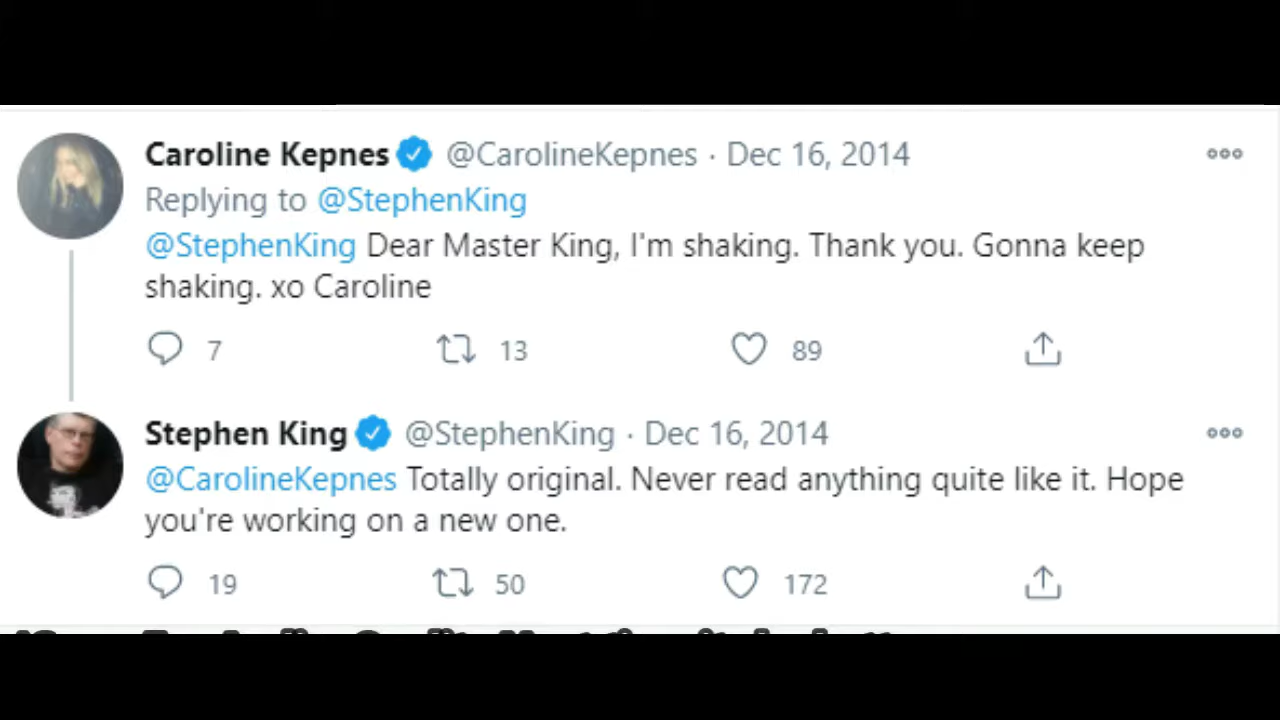 Caroline Kepnes @CarolineKepnes · Dec 16, 2014
Replying to @StephenKing
@StephenKing Dear Master King, I'm shaking. Thank you. Gonna keep
shaking. xo Caroline
7 13 89
Stephen King @StephenKing · Dec 16, 2014
@CarolineKepnes Totally original. Never read anything quite like it. Hope
you're working on a new one.
19 50 172